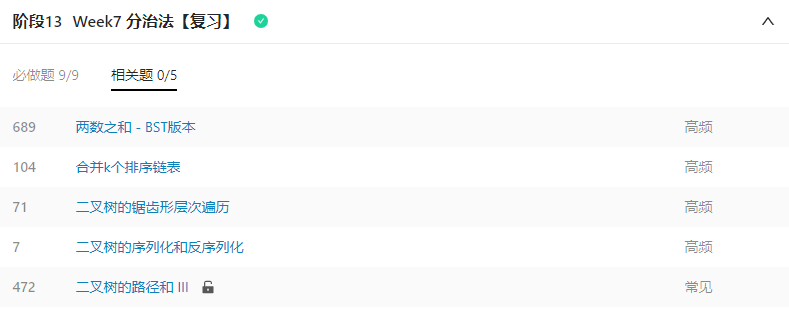 阶段13 Week7 分治法【复习】
必做题 9/9 相关题 0/5
689 两数之和 - BST版本 高频
104 合并k个排序链表 高频
71 二叉树的锯齿形层次遍历 高频
7 二叉树的序列化和反序列化 高频
472 二叉树的路径和 III 常见